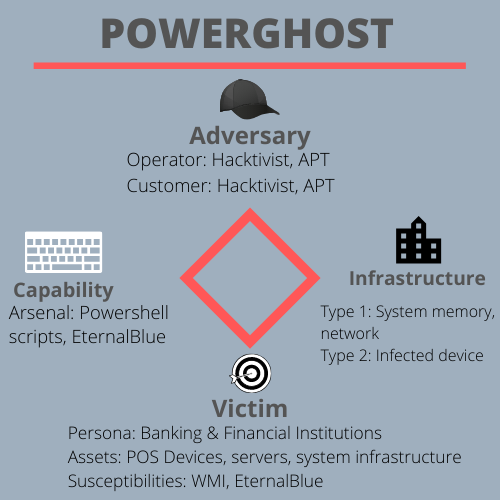 POWERGHOST
Adversary
Operator: Hacktivist, APT
Customer: Hacktivist, APT
Capability
Arsenal: Powershell
scripts, EternalBlue
Infrastructure
Type 1: System memory,
network
Type 2: Infected device
Victim
Persona: Banking & Financial Institutions
Assets: POS Devices, servers, system infrastructure
Susceptibilities: WMI, EternalBlue